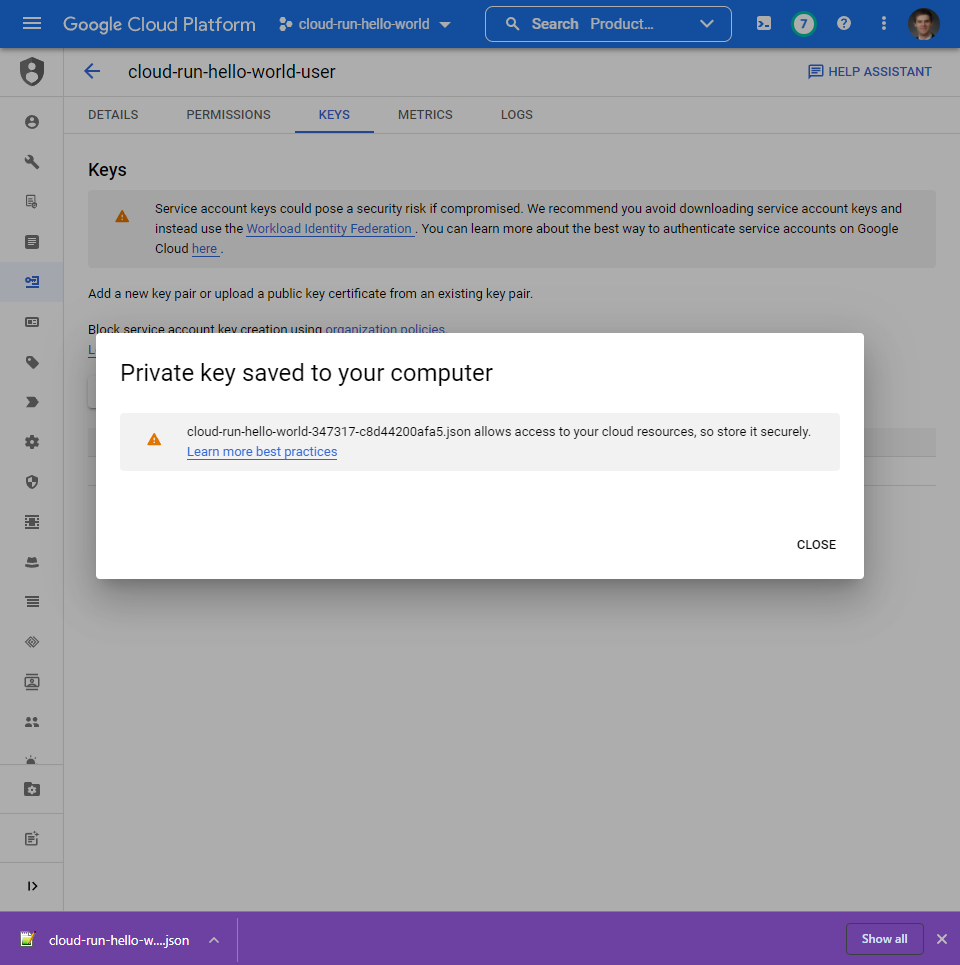 Google Cloud Platform
cloud-run-hello-world
Search Product...
7
cloud-run-hello-world-user
HELP ASSISTANT
DETAILS
PERMISSIONS
KEYS
METRICS
LOGS
Keys
Service account keys could pose a security risk if compromised. We recommend you avoid downloading service account keys and
instead use the Workload Identity Federation . You can learn more about the best way to authenticate service accounts on Google
Cloud here .
Add a new key pair or upload a public key certificate from an existing key pair.
Block service account key creation using organization policies
Private key saved to your computer
cloud-run-hello-world-347317-c8d44200afa5.json allows access to your cloud resources, so store it securely.
Learn more best practices
CLOSE
cloud-run-hello-w....json
Show all